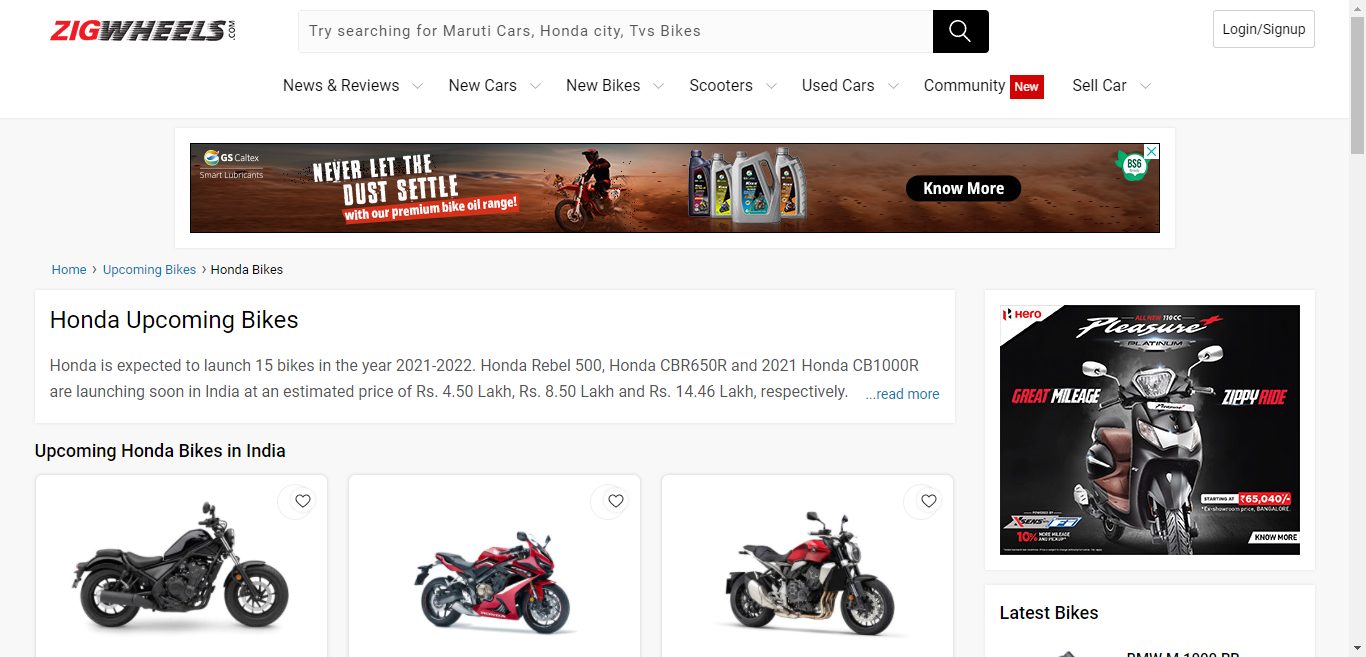 ZIGWHEELS.COM
Try searching for Maruti Cars, Honda city, Tvs Bikes
Login/Signup
News & Reviews
New Cars
New Bikes
Scooters
Used Cars
Community New
Sell Car
GS Caltex
Smart Lubricants
NEVER LET THE
DUST SETTLE
with our premium bike oil range!
Know More
BS6
Home › Upcoming Bikes › Honda Bikes
Honda Upcoming Bikes
Honda is expected to launch 15 bikes in the year 2021-2022. Honda Rebel 500, Honda CBR650R and 2021 Honda CB1000R
are launching soon in India at an estimated price of Rs. 4.50 Lakh, Rs. 8.50 Lakh and Rs. 14.46 Lakh, respectively.
...read more
Upcoming Honda Bikes in India
Hero
ALL NEW 110CC
Pleasure+
PLATINUM
GREAT MILEAGE
ZIPPY RIDE
STARTING AT ₹65,040/-
*Ex-showroom price, BANGALORE.
POWERED BY
XSENS Fi
10% MORE MILEAGE
AND PICKUP*
KNOW MORE
Latest Bikes
BMW M 1000 RR